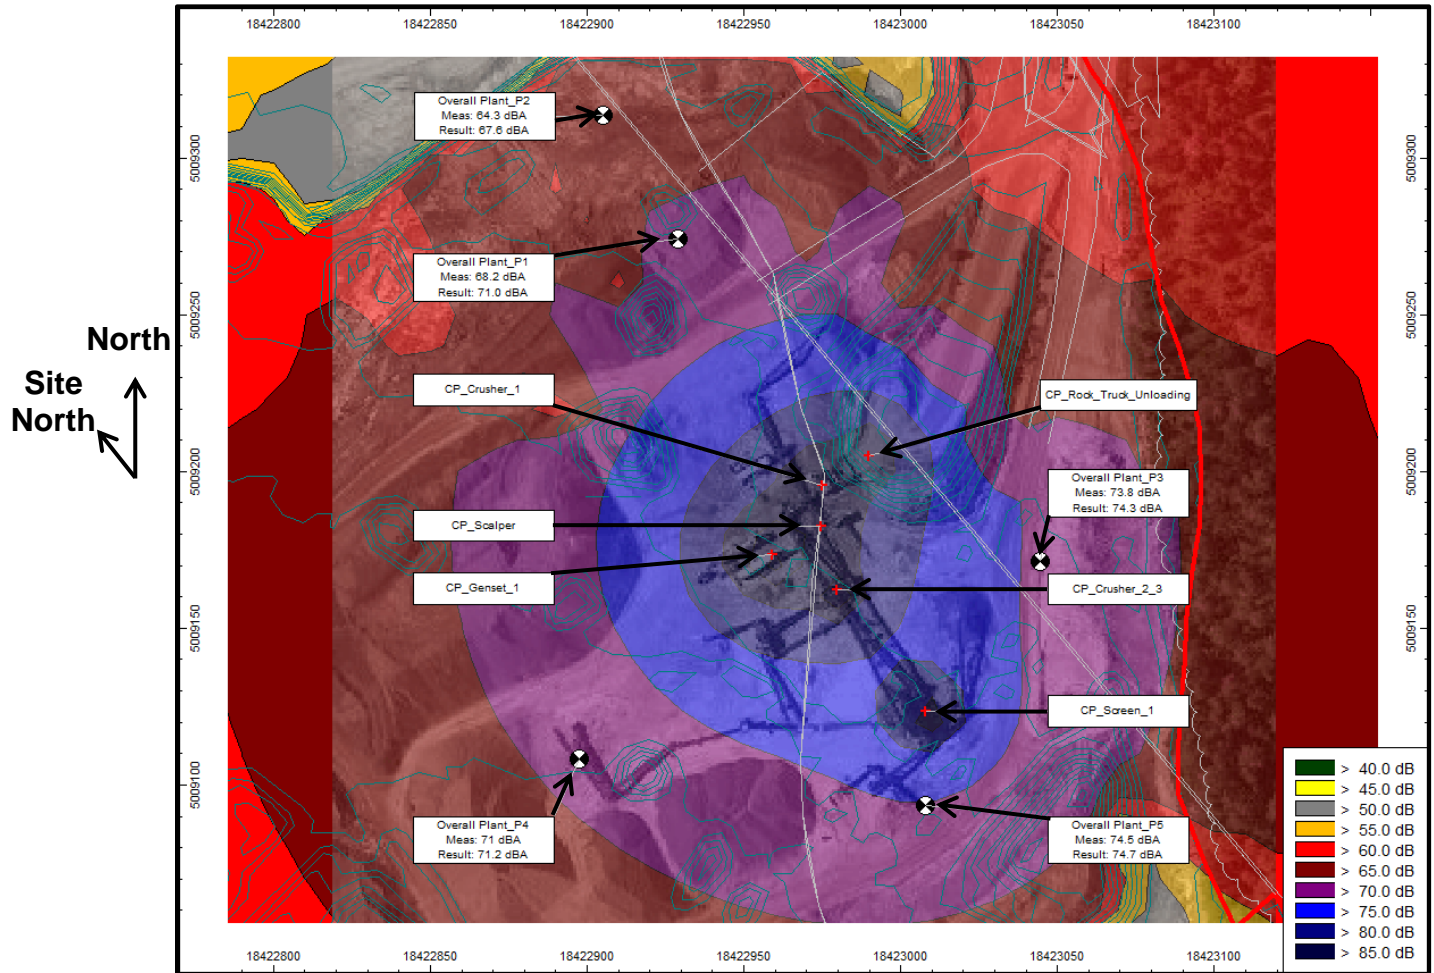 18422800 18422850 18422900 18422950 18423000 18423050 18423100
5009300
5009250
5009200
5009150
5009100
5009300
5009250
5009200
5009150
5009100
Overall Plant_P2
Meas: 64.3 dBA
Result: 67.6 dBA
Overall Plant_P1
Meas: 68.2 dBA
Result: 71.0 dBA
North
Site
North
CP_Crusher_1
CP_Rock_Truck_Unloading
Overall Plant_P3
Meas: 73.8 dBA
Result: 74.3 dBA
CP_Scalper
CP_Genset_1
CP_Crusher_2_3
CP_Screen_1
Overall Plant_P4
Meas: 71 dBA
Result: 71.2 dBA
Overall Plant_P5
Meas: 74.5 dBA
Result: 74.7 dBA
> 40.0 dB
> 45.0 dB
> 50.0 dB
> 55.0 dB
> 60.0 dB
> 65.0 dB
> 70.0 dB
> 75.0 dB
> 80.0 dB
> 85.0 dB
18422800 18422850 18422900 18422950 18423000 18423050 18423100